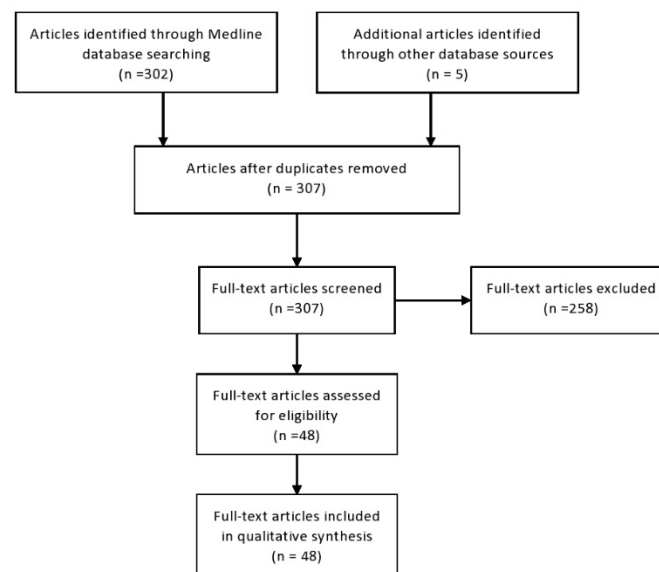 Articles identified through Medline
database searching
(n =302)
Additional articles identified
through other database sources
(n = 5)
Articles after duplicates removed
(n = 307)
Full-text articles screened
(n =307)
Full-text articles excluded
(n =258)
Full-text articles assessed
for eligibility
(n =48)
Full-text articles included
in qualitative synthesis
(n = 48)